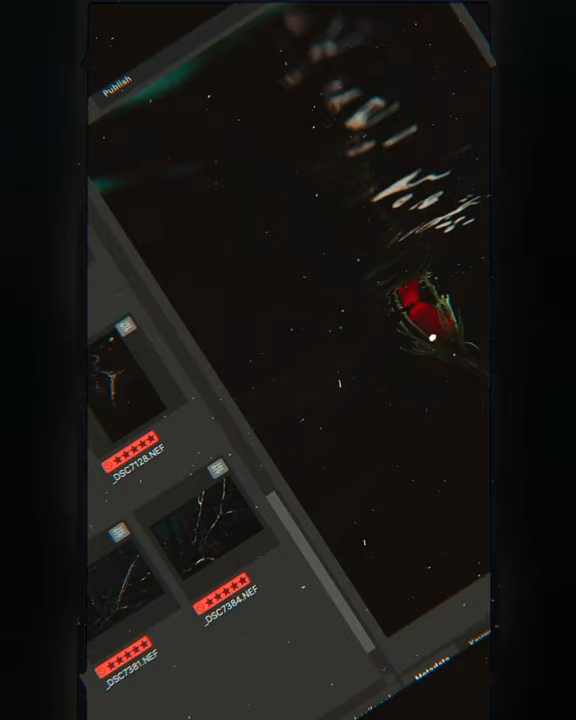 Publish
_DSC7128.NEF
_DSC7384.NEF
_DSC7381.NEF
Metadata